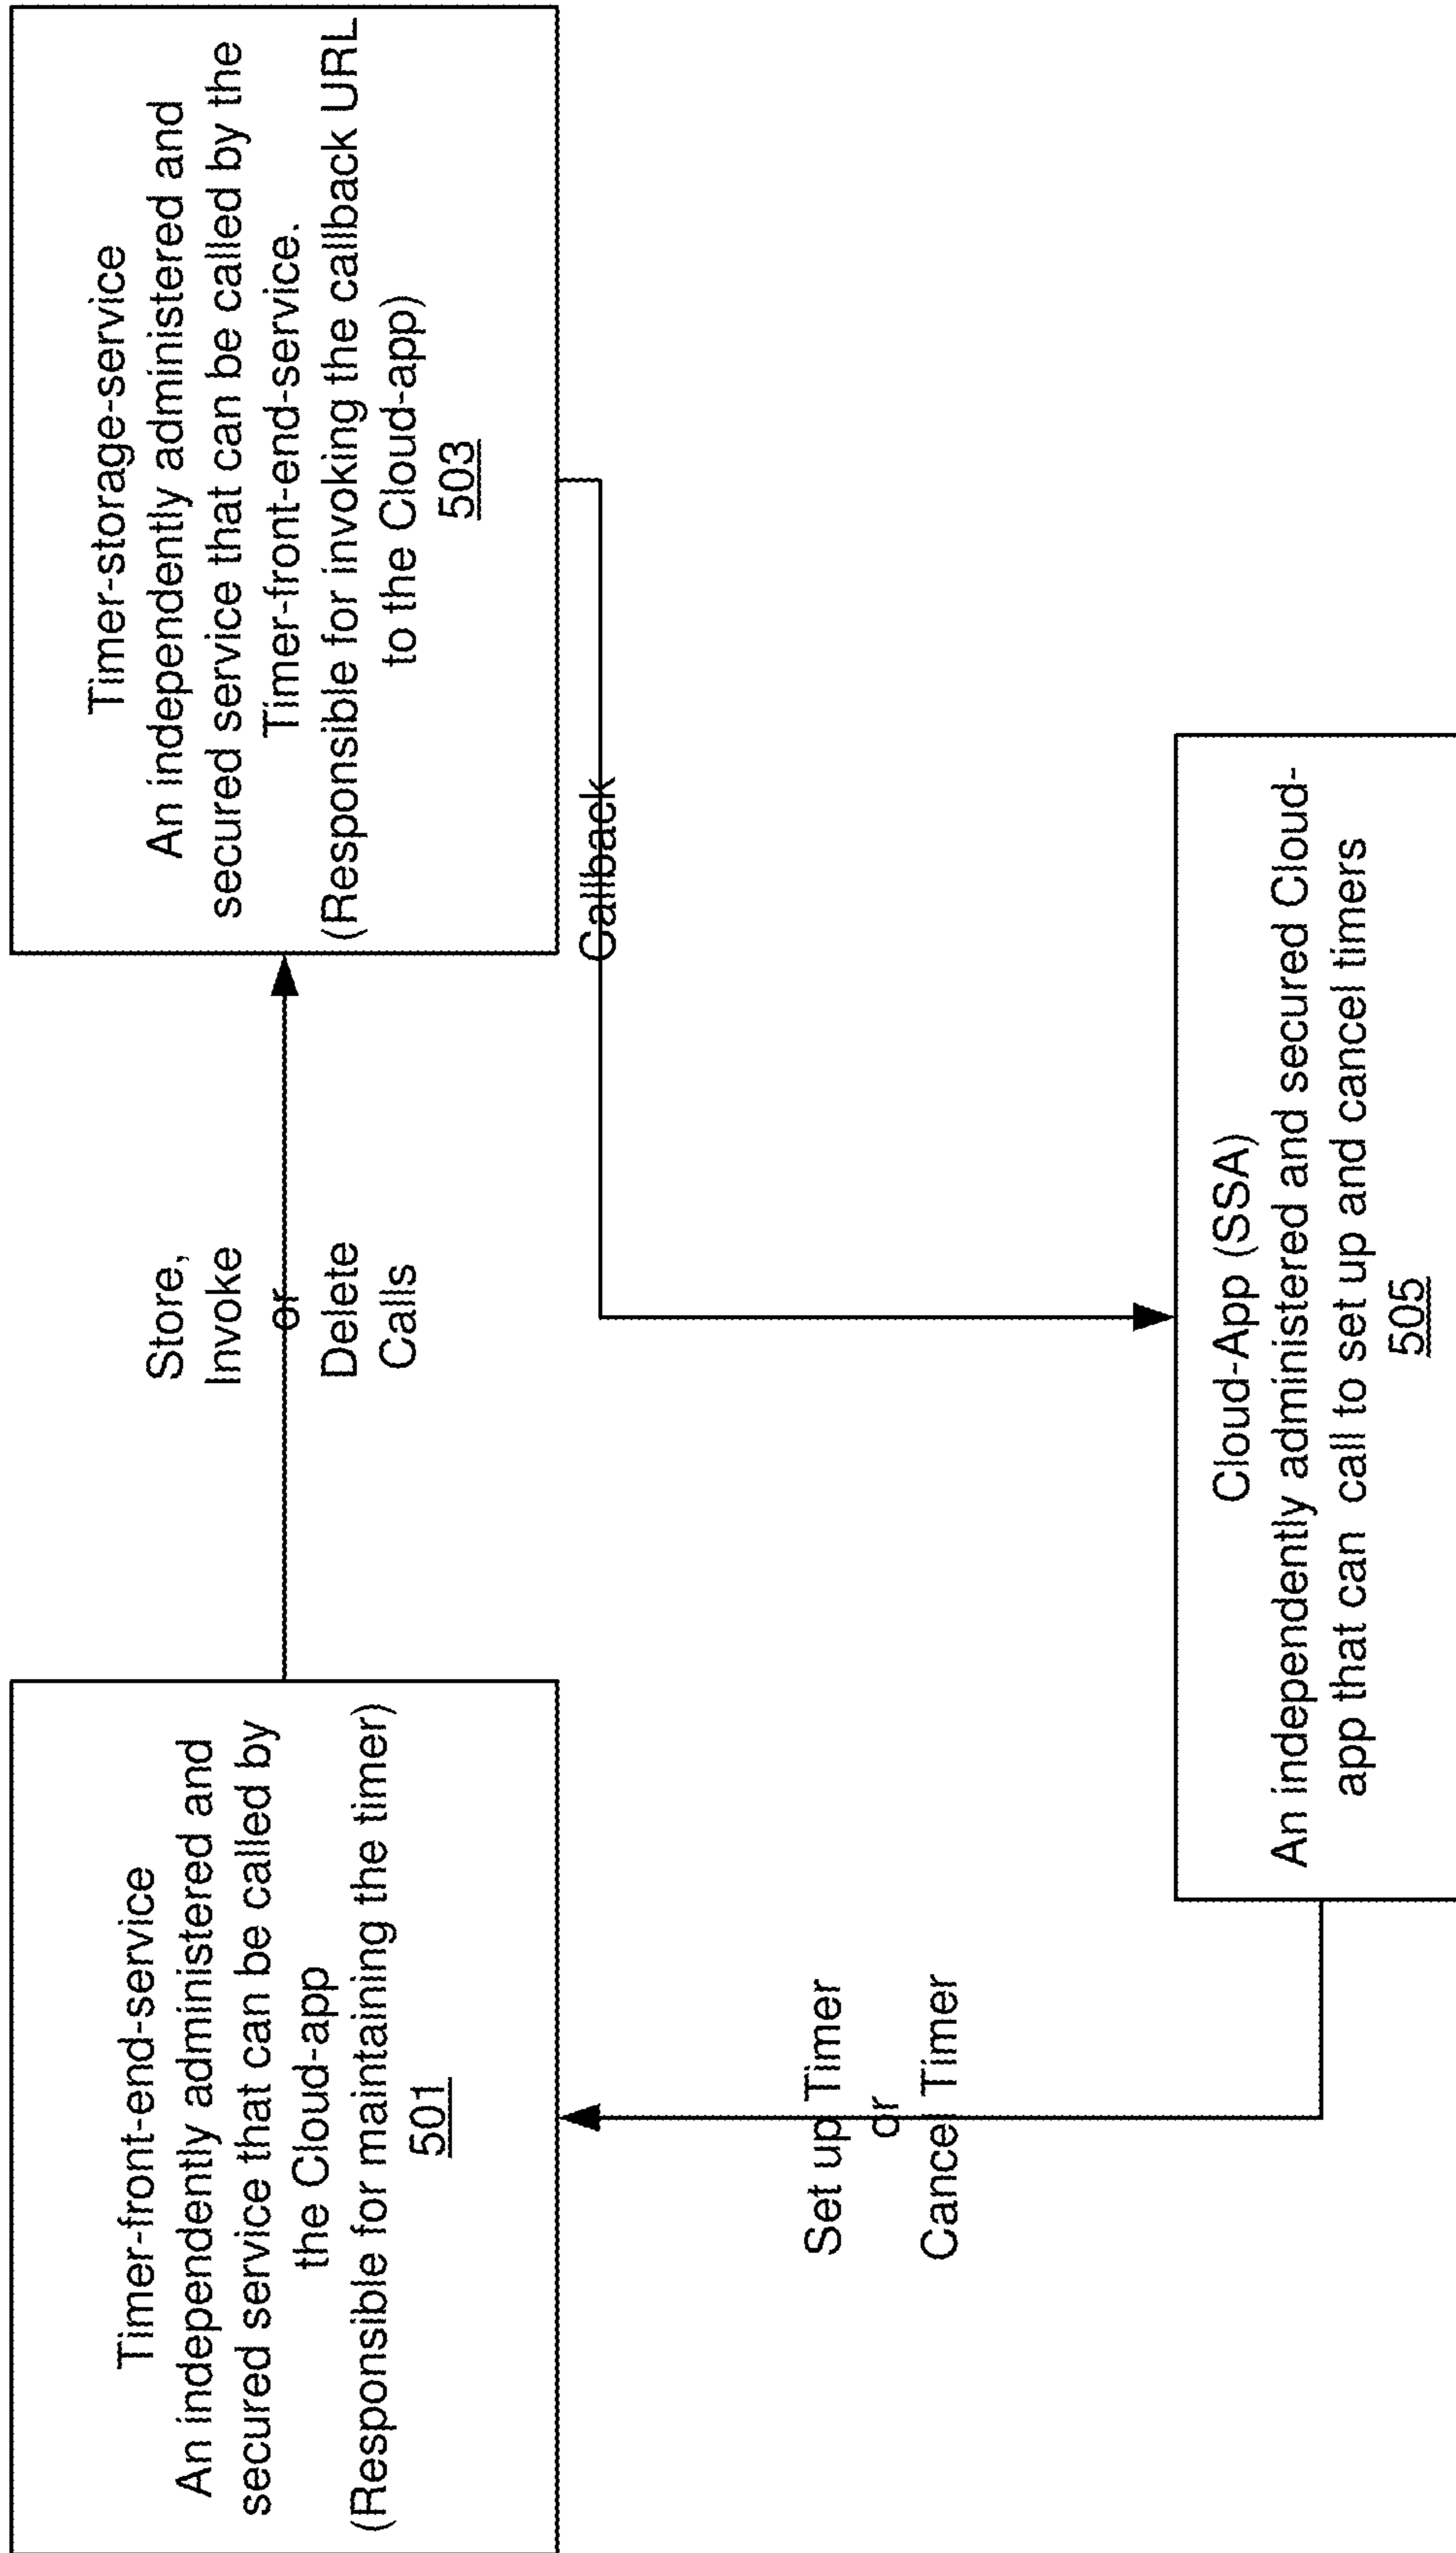 Timer-front-end-service
An independently administered and
secured service that can be called by
the Cloud-app
(Responsible for maintaining the timer)
501
Store,
Invoke
or
Delete
Calls
Timer-storage-service
An independently administered and
secured service that can be called by the
Timer-front-end-service.
(Responsible for invoking the callback URL
to the Cloud-app)
503
Callback
Set up Timer
or
Cancel Timer
Cloud-App (SSA)
An independently administered and secured Cloud-
app that can call to set up and cancel timers
505